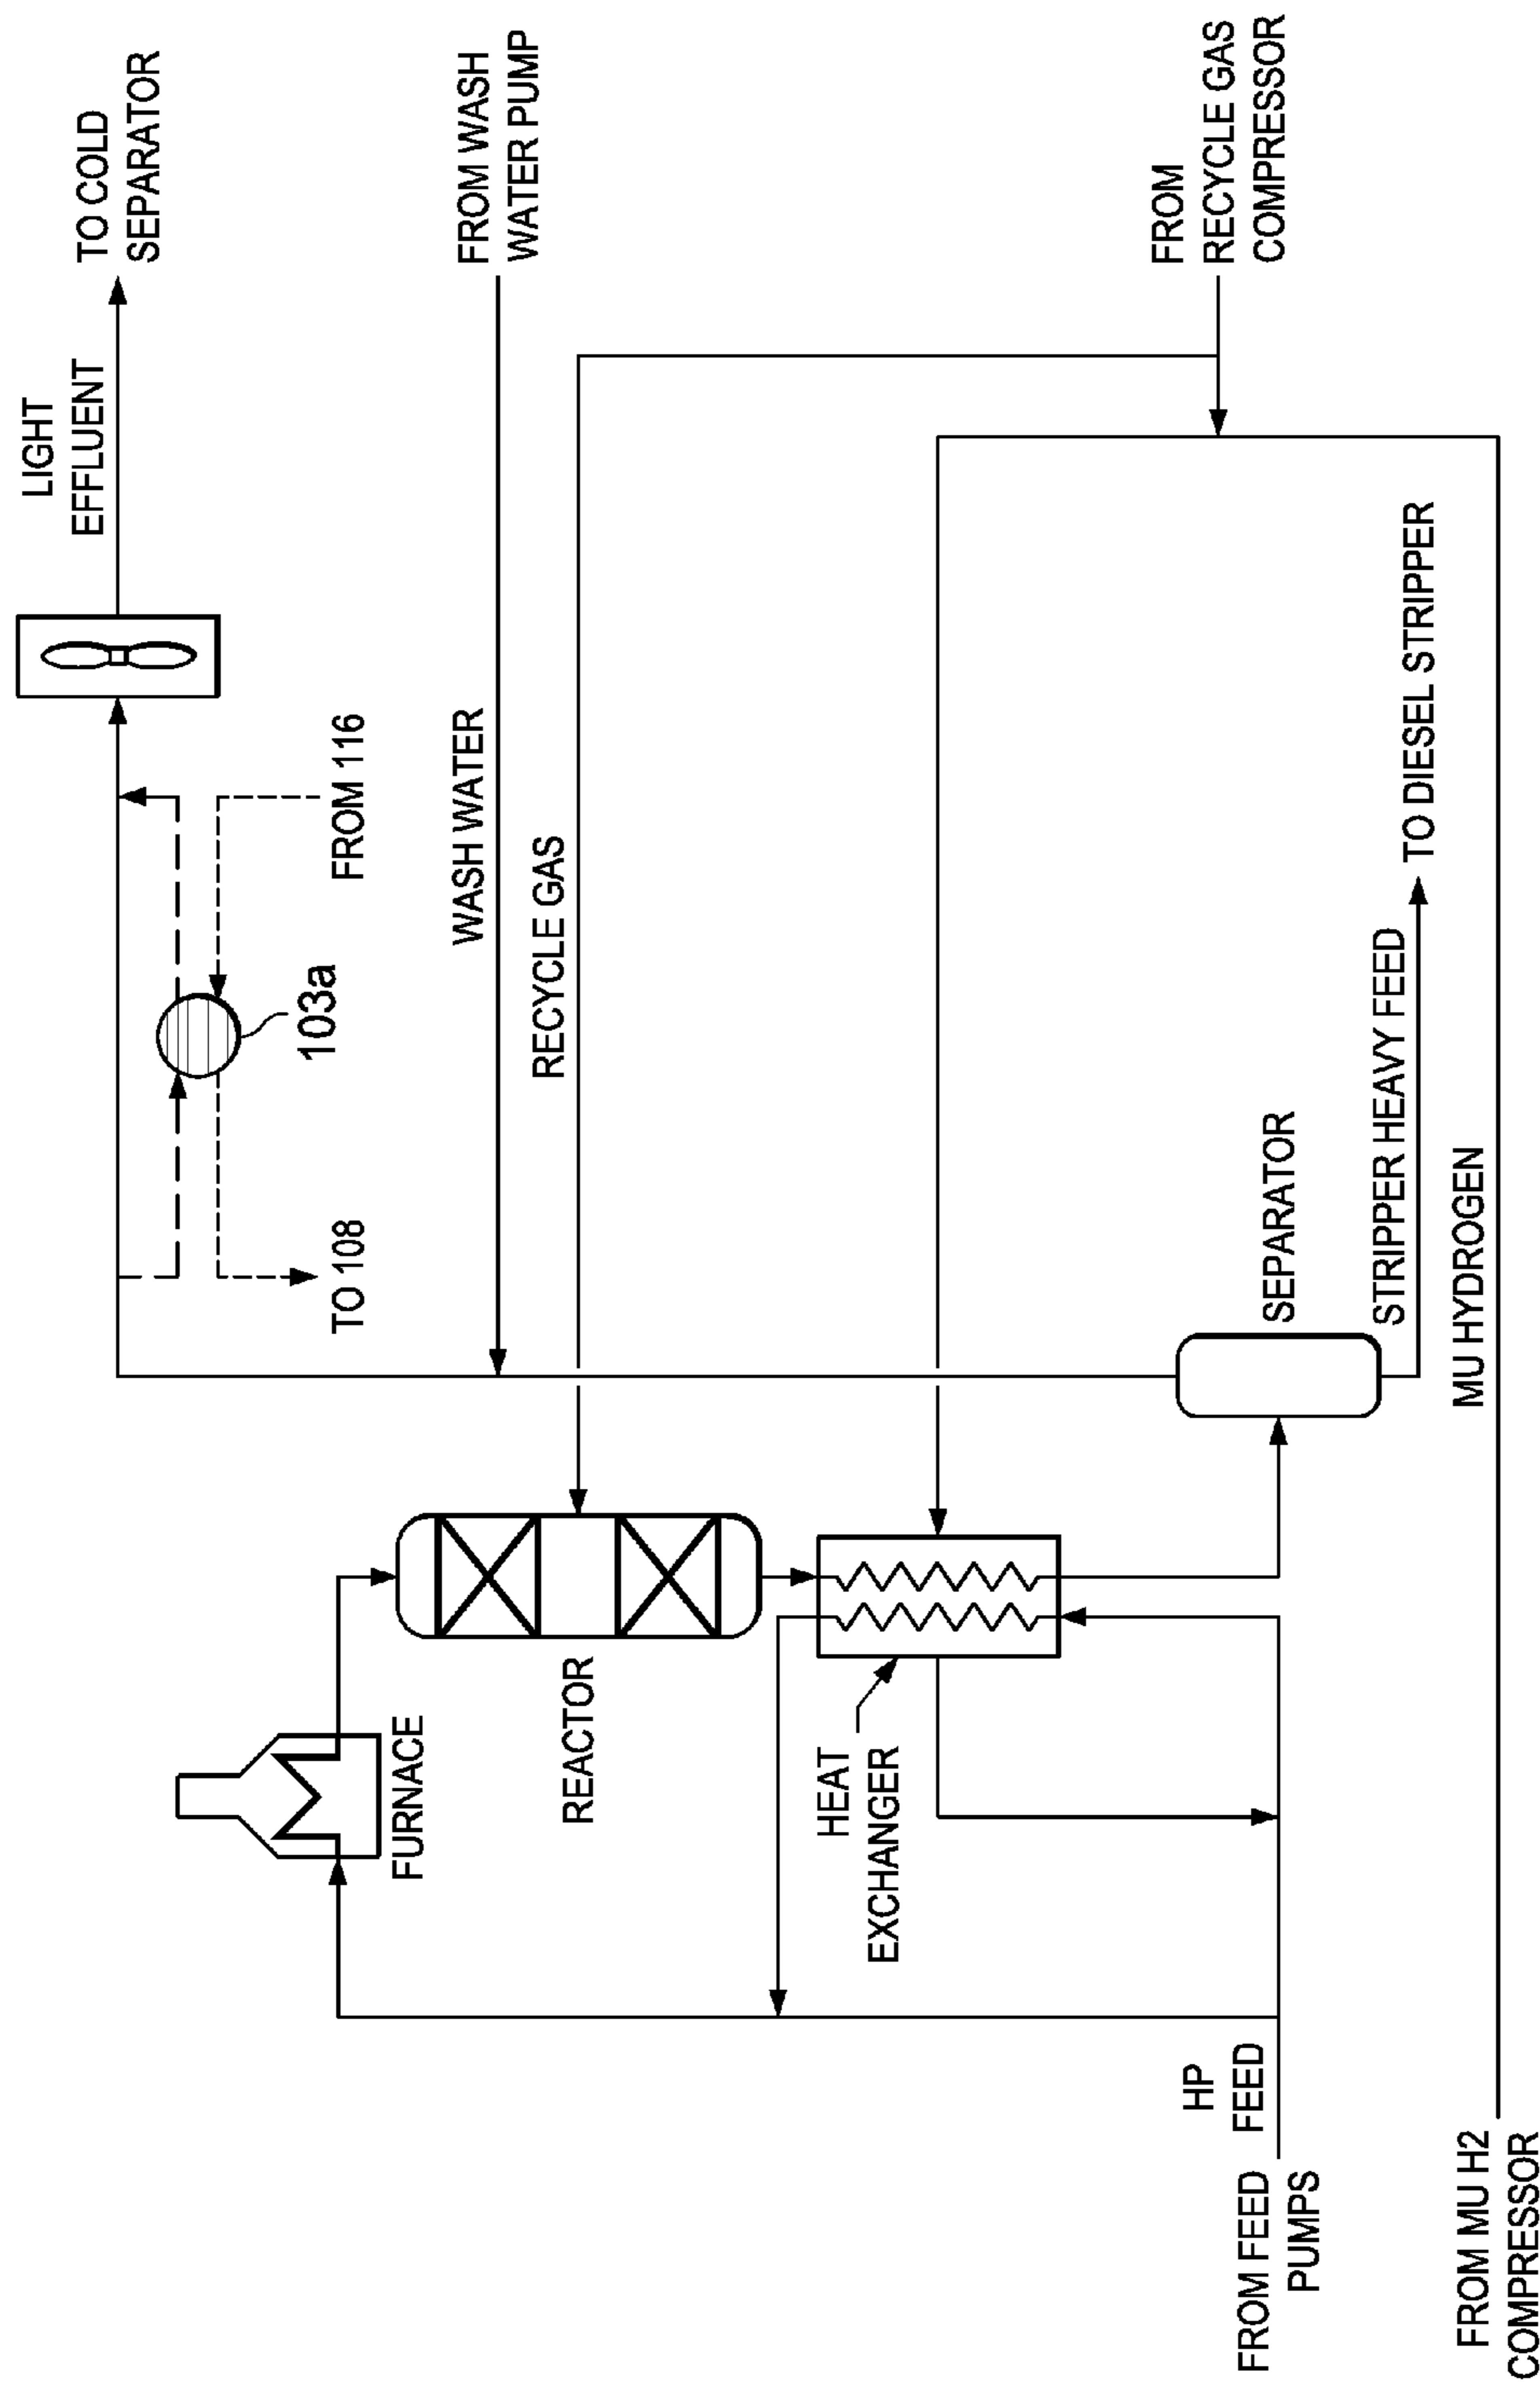 LIGHT
EFFLUENT
TO COLD
SEPARATOR
103a
TO 108
FROM 116
FROM WASH
WATER PUMP
WASH WATER
RECYCLE GAS
FURNACE
REACTOR
HEAT
EXCHANGER
FROM
RECYCLE GAS
COMPRESSOR
SEPARATOR
HP
FEED
FROM FEED
PUMPS
STRIPPER HEAVY FEED
TO DIESEL STRIPPER
MU HYDROGEN
FROM MU H2
COMPRESSOR